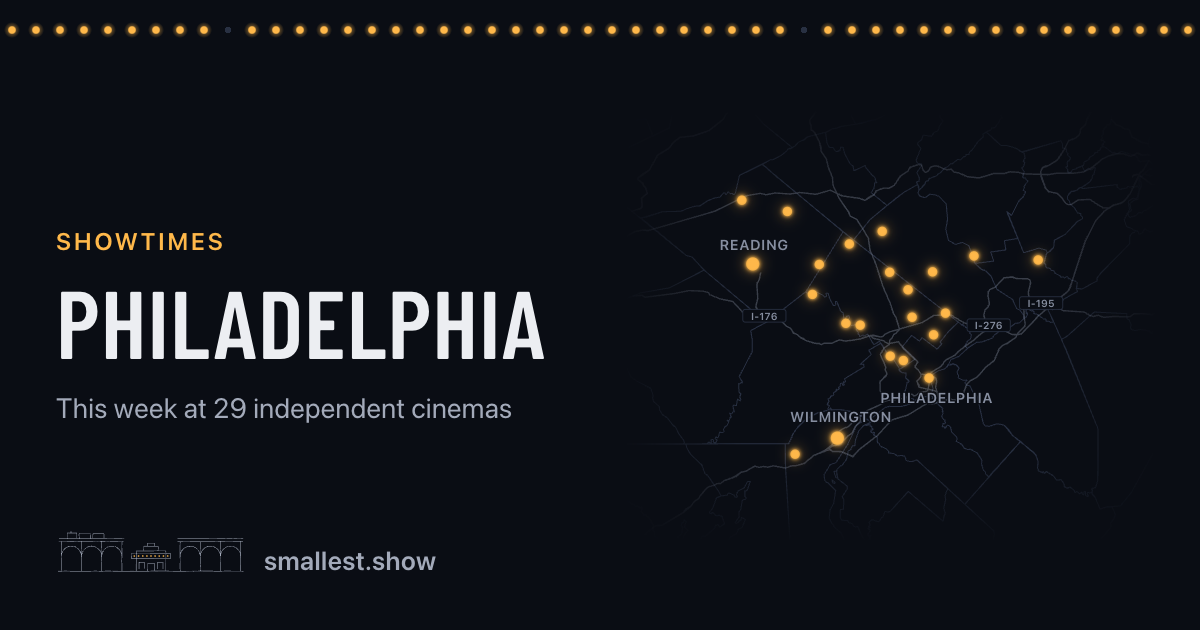 SHOWTIMES
PHILADELPHIA
This week at 29 independent cinemas
smallest.show
READING
I-176
I-195
I-276
PHILADELPHIA
WILMINGTON